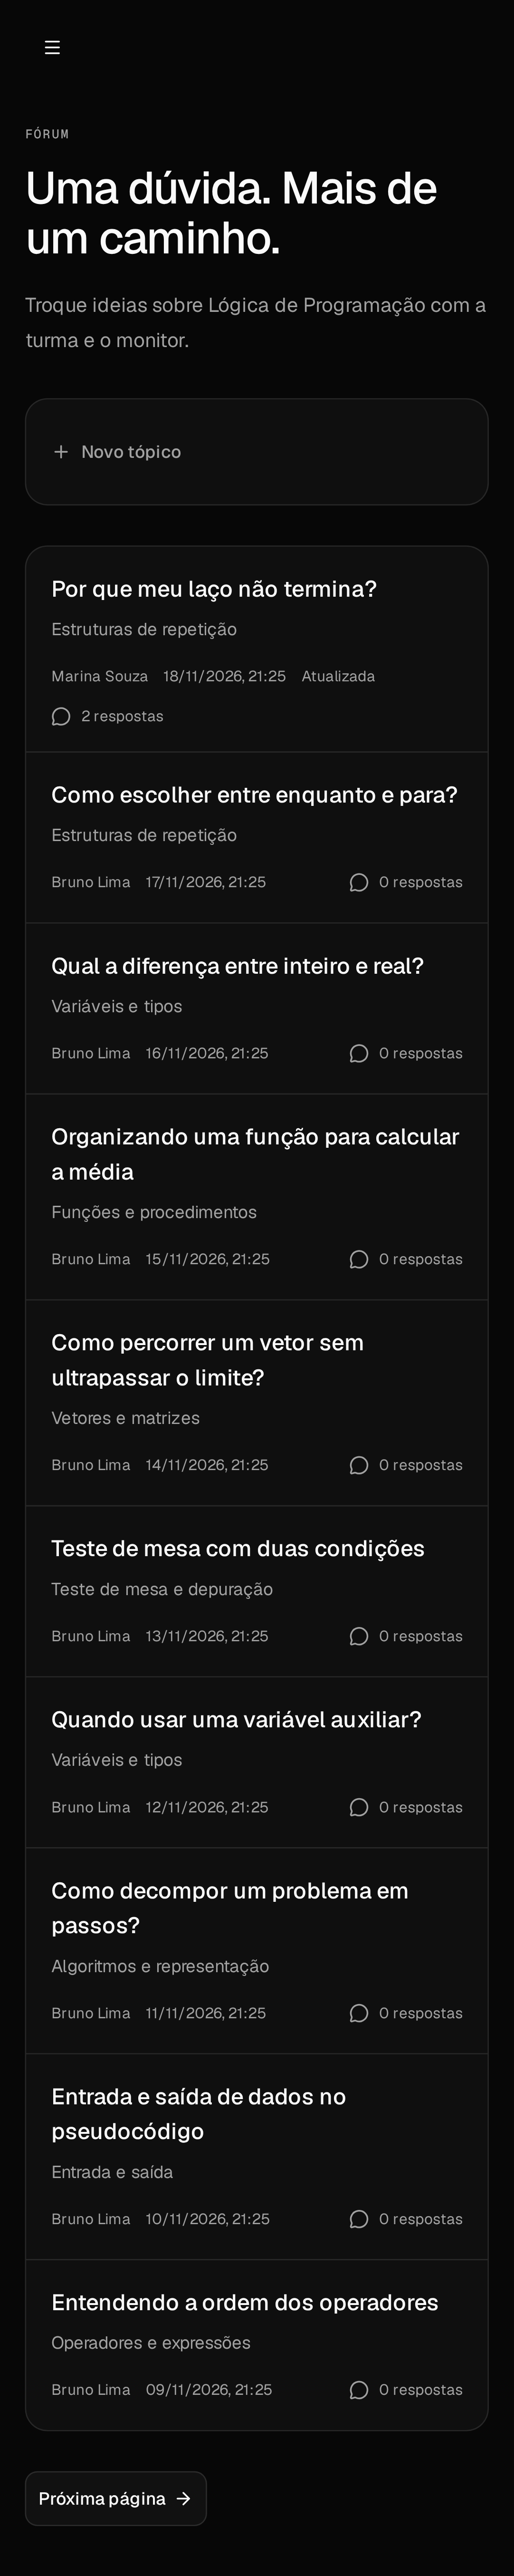 FÓRUM
Uma dúvida. Mais de
um caminho.
Troque ideias sobre Lógica de Programação com a
turma e o monitor.
Novo tópico
Por que meu laço não termina?
Estruturas de repetição
Marina Souza 18/11/2026, 21:25 Atualizada
2 respostas
Como escolher entre enquanto e para?
Estruturas de repetição
Bruno Lima 17/11/2026, 21:25 0 respostas
Qual a diferença entre inteiro e real?
Variáveis e tipos
Bruno Lima 16/11/2026, 21:25 0 respostas
Organizando uma função para calcular
a média
Funções e procedimentos
Bruno Lima 15/11/2026, 21:25 0 respostas
Como percorrer um vetor sem
ultrapassar o limite?
Vetores e matrizes
Bruno Lima 14/11/2026, 21:25 0 respostas
Teste de mesa com duas condições
Teste de mesa e depuração
Bruno Lima 13/11/2026, 21:25 0 respostas
Quando usar uma variável auxiliar?
Variáveis e tipos
Bruno Lima 12/11/2026, 21:25 0 respostas
Como decompor um problema em
passos?
Algoritmos e representação
Bruno Lima 11/11/2026, 21:25 0 respostas
Entrada e saída de dados no
pseudocódigo
Entrada e saída
Bruno Lima 10/11/2026, 21:25 0 respostas
Entendendo a ordem dos operadores
Operadores e expressões
Bruno Lima 09/11/2026, 21:25 0 respostas
Próxima página